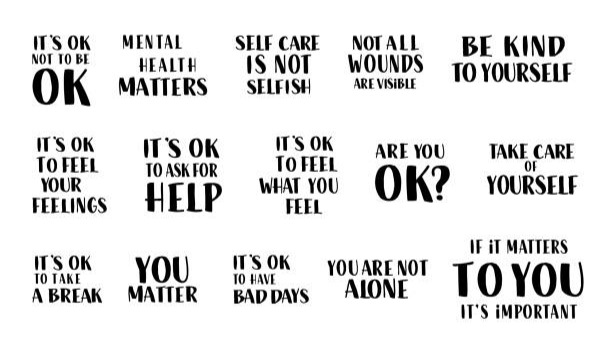 IT'S OK
NOT TO BE
OK
MENTAL
HEALTH
MATTERS
SELF CARE
IS NOT
SELFISH
NOT ALL
WOUNDS
ARE VISIBLE
BE KIND
TO YOURSELF
IT'S OK
TO FEEL
YOUR
FEELINGS
IT'S OK
TO ASK FOR
HELP
IT'S OK
TO FEEL
WHAT YOU
FEEL
ARE YOU
OK?
TAKE CARE
OF
YOURSELF
IT'S OK
TO TAKE
A BREAK
YOU
MATTER
IT'S OK
TO HAVE
BAD DAYS
YOU ARE NOT
ALONE
IF iT MATTERS
TO YOU
IT'S iMPORTANT